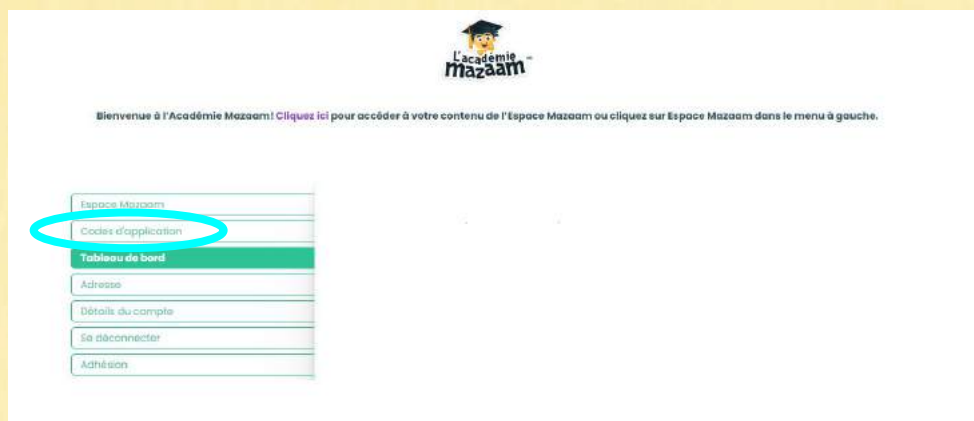 L'académie
mazaam
Bienvenue à l'Académie Mazaam! Cliquez ici pour accéder à votre contenu de l'Espace Mazaam ou cliquez sur Espace Mazaam dans le menu à gauche.
Espace Mazaam
Codes d'application
Tableau de bord
Adresse
Détails du compte
Se déconnecter
Adhésion